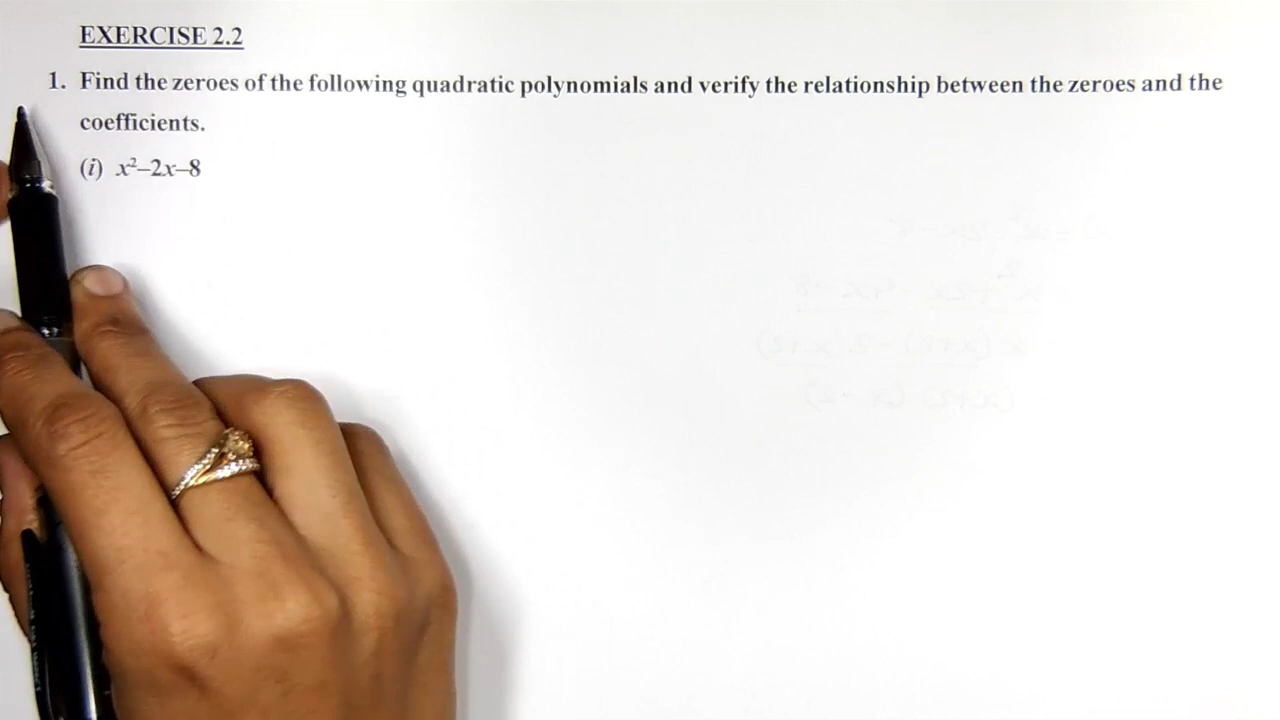 EXERCISE 2.2
1. Find the zeroes of the following quadratic polynomials and verify the relationship between the zeroes and the
coefficients.
(i) x²–2x–8